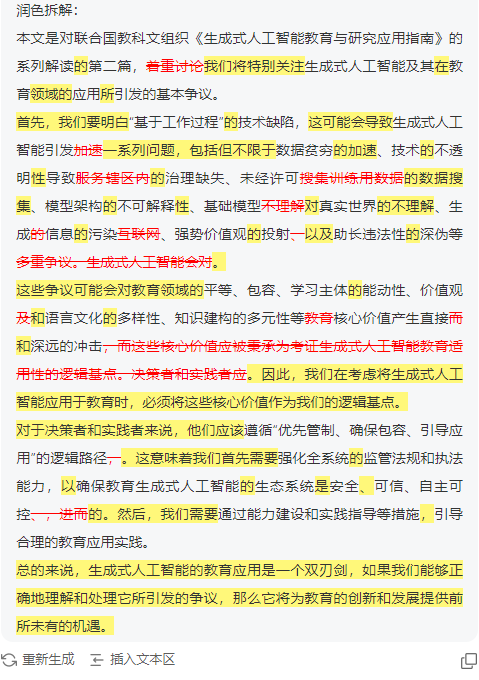 润色拆解：
本文是对联合国教科文组织《生成式人工智能教育与研究应用指南》的
系列解读的第二篇，着重讨论我们将特别关注生成式人工智能及其在教
育领域的应用所引发的基本争议。
首先，我们要明白“基于工作过程”的技术缺陷，这可能会导致生成式人工
智能引发加速一系列问题，包括但不限于数据贫穷的加速、技术的不透
明性导致服务辖区内的治理缺失、未经许可搜集训练用数据的数据搜
集、模型架构的不可解释性、基础模型不理解对真实世界的不理解、生
成的信息的污染互联网、强势价值观的投射、以及助长违法性的深伪等
多重争议。生成式人工智能会对。
这些争议可能会对教育领域的平等、包容、学习主体的能动性、价值观
及和语言文化的多样性、知识建构的多元性等教育核心价值产生直接而
和深远的冲击，而这些核心价值应被秉承为考证生成式人工智能教育适
用性的逻辑基点。决策者和实践者应。因此，我们在考虑将生成式人工
智能应用于教育时，必须将这些核心价值作为我们的逻辑基点。
对于决策者和实践者来说，他们应该遵循“优先管制、确保包容、引导应
用”的逻辑路径，。这意味着我们首先需要强化全系统的监管法规和执法
能力，以确保教育生成式人工智能的生态系统是安全、可信、自主可
控、，进而的。然后，我们需要通过能力建设和实践指导等措施，引导
合理的教育应用实践。
总的来说，生成式人工智能的教育应用是一个双刃剑，如果我们能够正
确地理解和处理它所引发的争议，那么它将为教育的创新和发展提供前
所未有的机遇。
重新生成 插入文本区